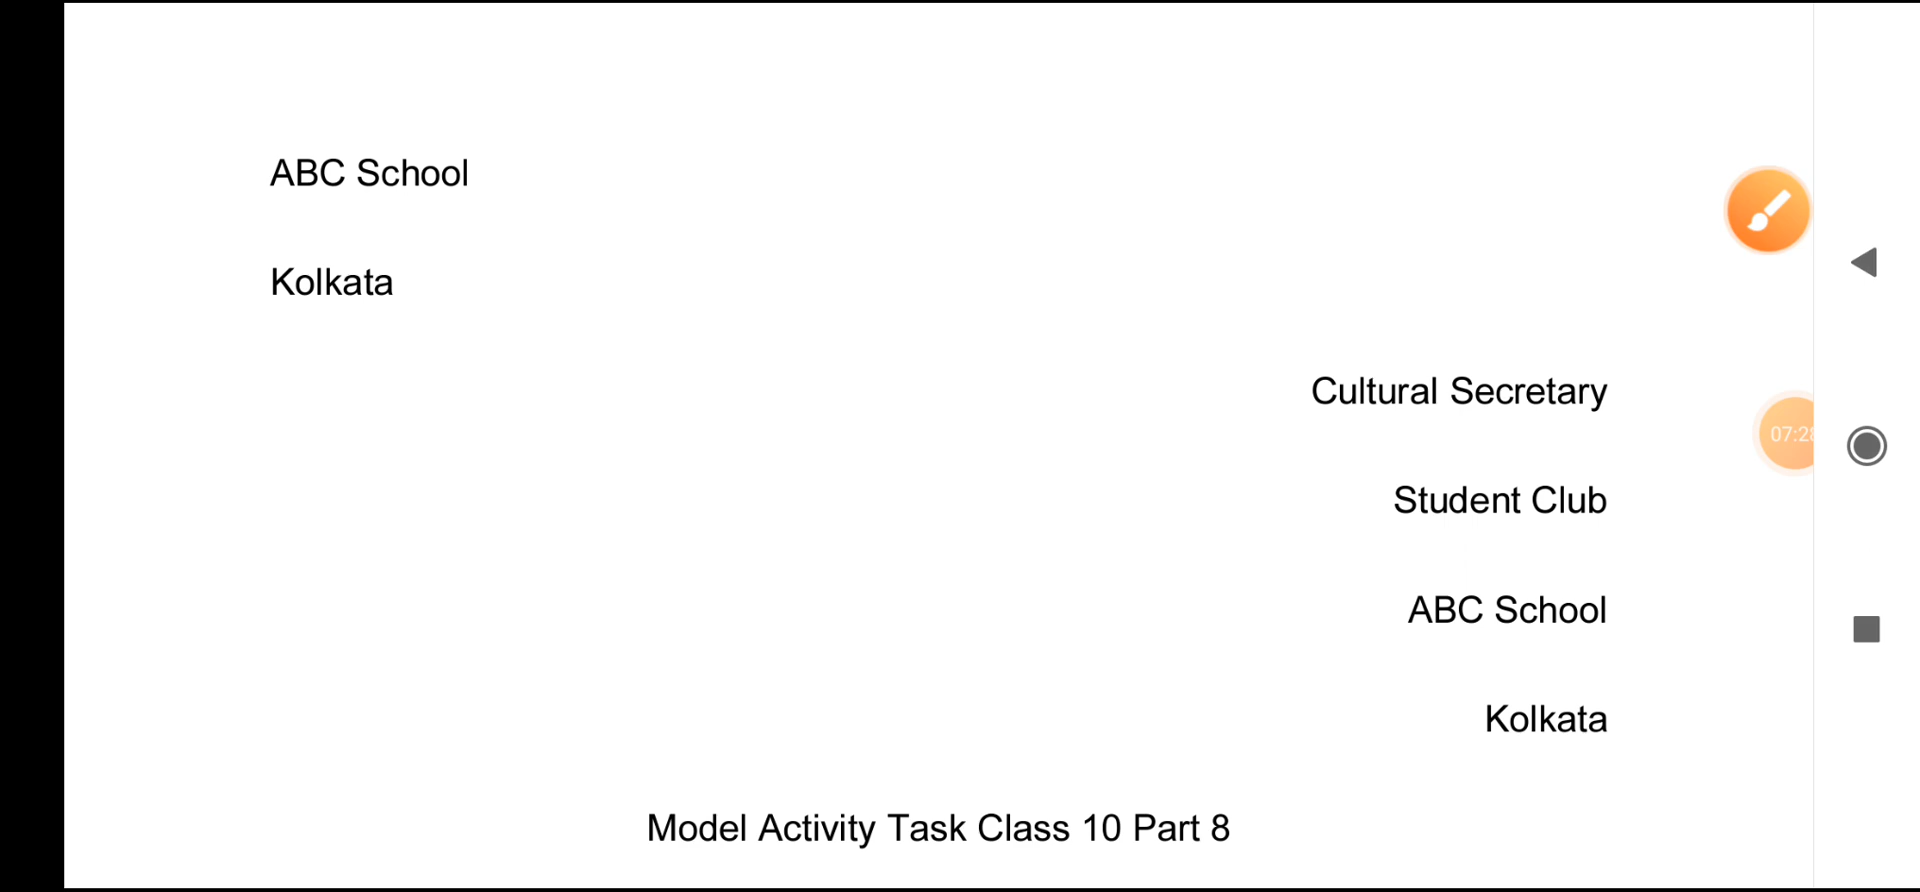 ABC School
Kolkata
Cultural Secretary
Student Club
ABC School
Kolkata
Model Activity Task Class 10 Part 8